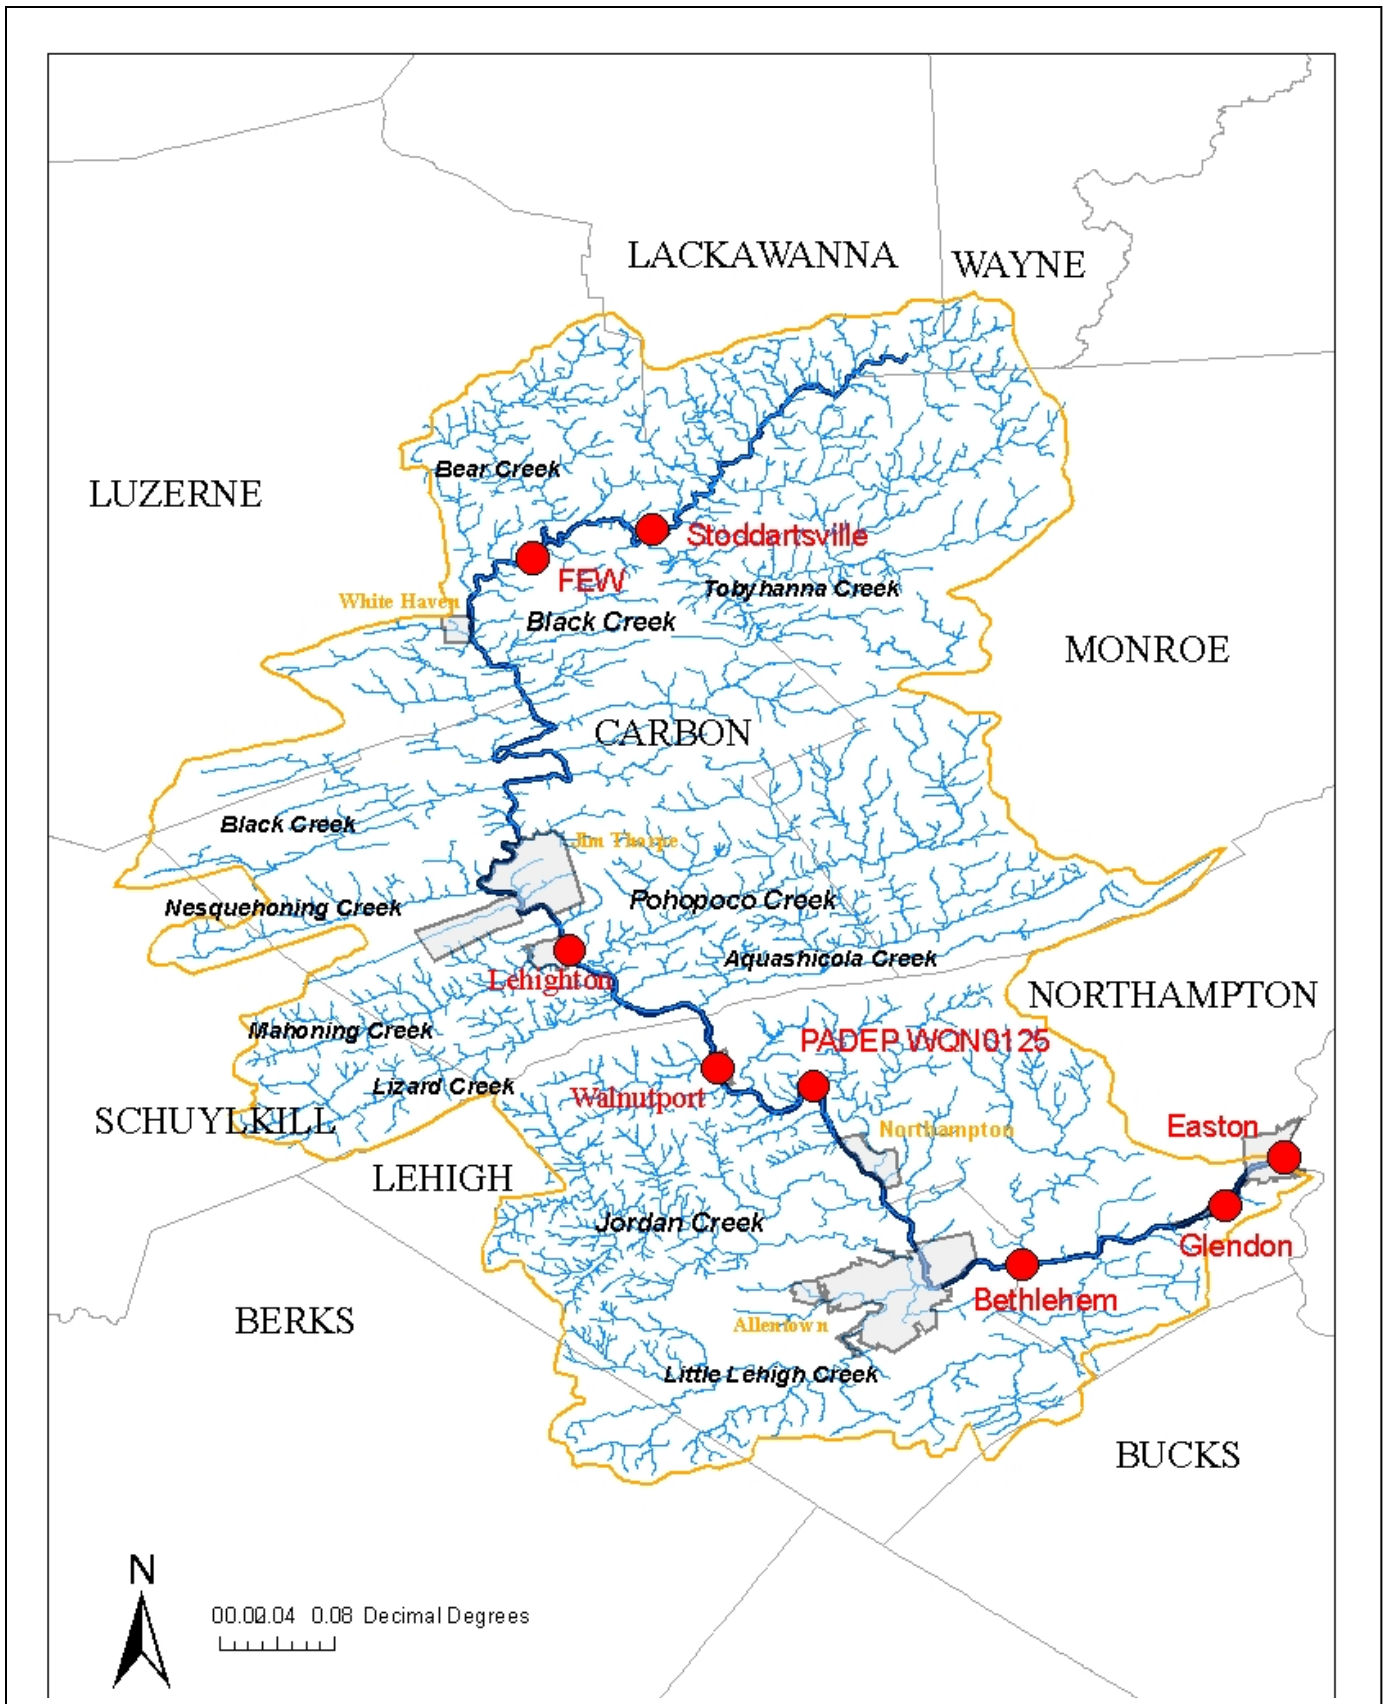 LACKAWANNA
WAYNE
Bear Creek
LUZERNE
Stoddartsville
FEW
Tobyhanna Creek
White Haven
Black Creek
MONROE
CARBON
Black Creek
Jim Thorpe
Pohopoco Creek
Nesquehoning Creek
Aquashicola Creek
Lehighton
NORTHAMPTON
Mahoning Creek
PADEP WQN0125
Lizard Creek
Walnutport
SCHUYLKILL
Northampton
Easton
LEHIGH
Jordan Creek
Glendon
Bethlehem
BERKS
Allentown
Little Lehigh Creek
BUCKS
N
0.08 Decimal Degrees